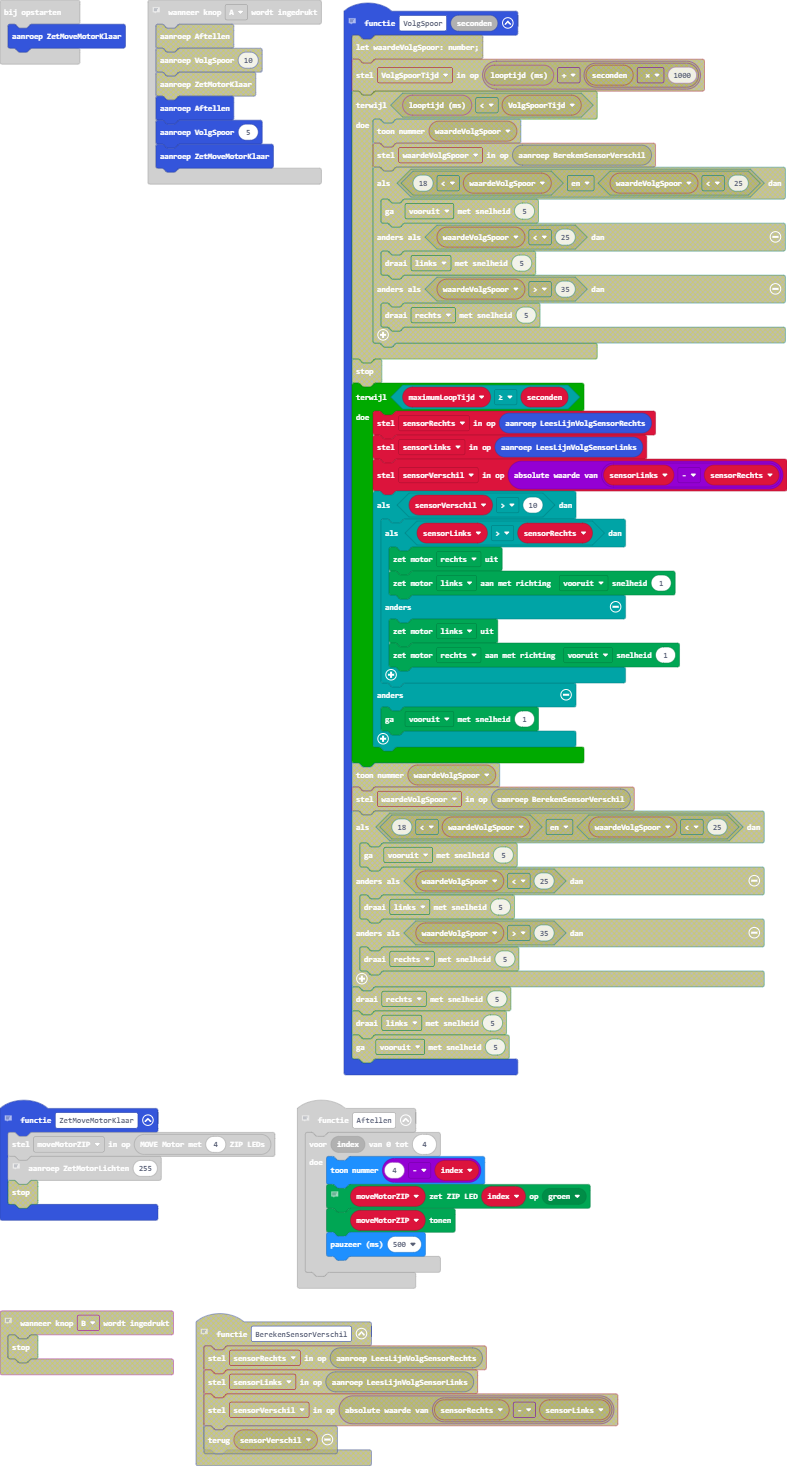 bij opstarten
aanroep ZetMoveMotorKlaar
wanneer knop A wordt ingedrukt
aanroep Aftellen
aanroep VolgSpoor 10
aanroep ZetMotorKlaar
aanroep Aftellen
aanroep VolgSpoor 5
aanroep ZetMoveMotorKlaar
functie VolgSpoor seconden
let waardeVolgSpoor: number;
stel VolgSpoorTijd in op looptijd (ms) + seconden × 1000
terwijl looptijd (ms) < VolgSpoorTijd
doe
toon nummer waardeVolgSpoor
stel waardeVolgSpoor in op aanroep BerekenSensorVerschil
als 18 < waardeVolgSpoor en waardeVolgSpoor < 25 dan
ga vooruit met snelheid 5
anders als waardeVolgSpoor < 25 dan
draai links met snelheid 5
anders als waardeVolgSpoor > 35 dan
draai rechts met snelheid 5
stop
terwijl maximumLoopTijd ≥ seconden
doe
stel sensorRechts in op aanroep LeesLijnVolgSensorRechts
stel sensorLinks in op aanroep LeesLijnVolgSensorLinks
stel sensorVerschil in op absolute waarde van sensorLinks - sensorRechts
als sensorVerschil > 10 dan
als sensorLinks > sensorRechts dan
zet motor rechts uit
zet motor links aan met richting vooruit snelheid 1
anders
zet motor links uit
zet motor rechts aan met richting vooruit snelheid 1
anders
ga vooruit met snelheid 1
toon nummer waardeVolgSpoor
stel waardeVolgSpoor in op aanroep BerekenSensorVerschil
als 18 < waardeVolgSpoor en waardeVolgSpoor < 25 dan
ga vooruit met snelheid 5
anders als waardeVolgSpoor < 25 dan
draai links met snelheid 5
anders als waardeVolgSpoor > 35 dan
draai rechts met snelheid 5
draai rechts met snelheid 5
draai links met snelheid 5
ga vooruit met snelheid 5
functie ZetMoveMotorKlaar
stel moveMotorZIP in op MOVE Motor met 4 ZIP LEDs
aanroep ZetMotorLichten 255
stop
functie Aftellen
voor index van 0 tot 4
doe
toon nummer 4 - index
moveMotorZIP zet ZIP LED index op groen
moveMotorZIP tonen
pauzeer (ms) 500
wanneer knop B wordt ingedrukt
stop
functie BerekenSensorVerschil
stel sensorRechts in op aanroep LeesLijnVolgSensorRechts
stel sensorLinks in op aanroep LeesLijnVolgSensorLinks
stel sensorVerschil in op absolute waarde van sensorRechts - sensorLinks
terug sensorVerschil